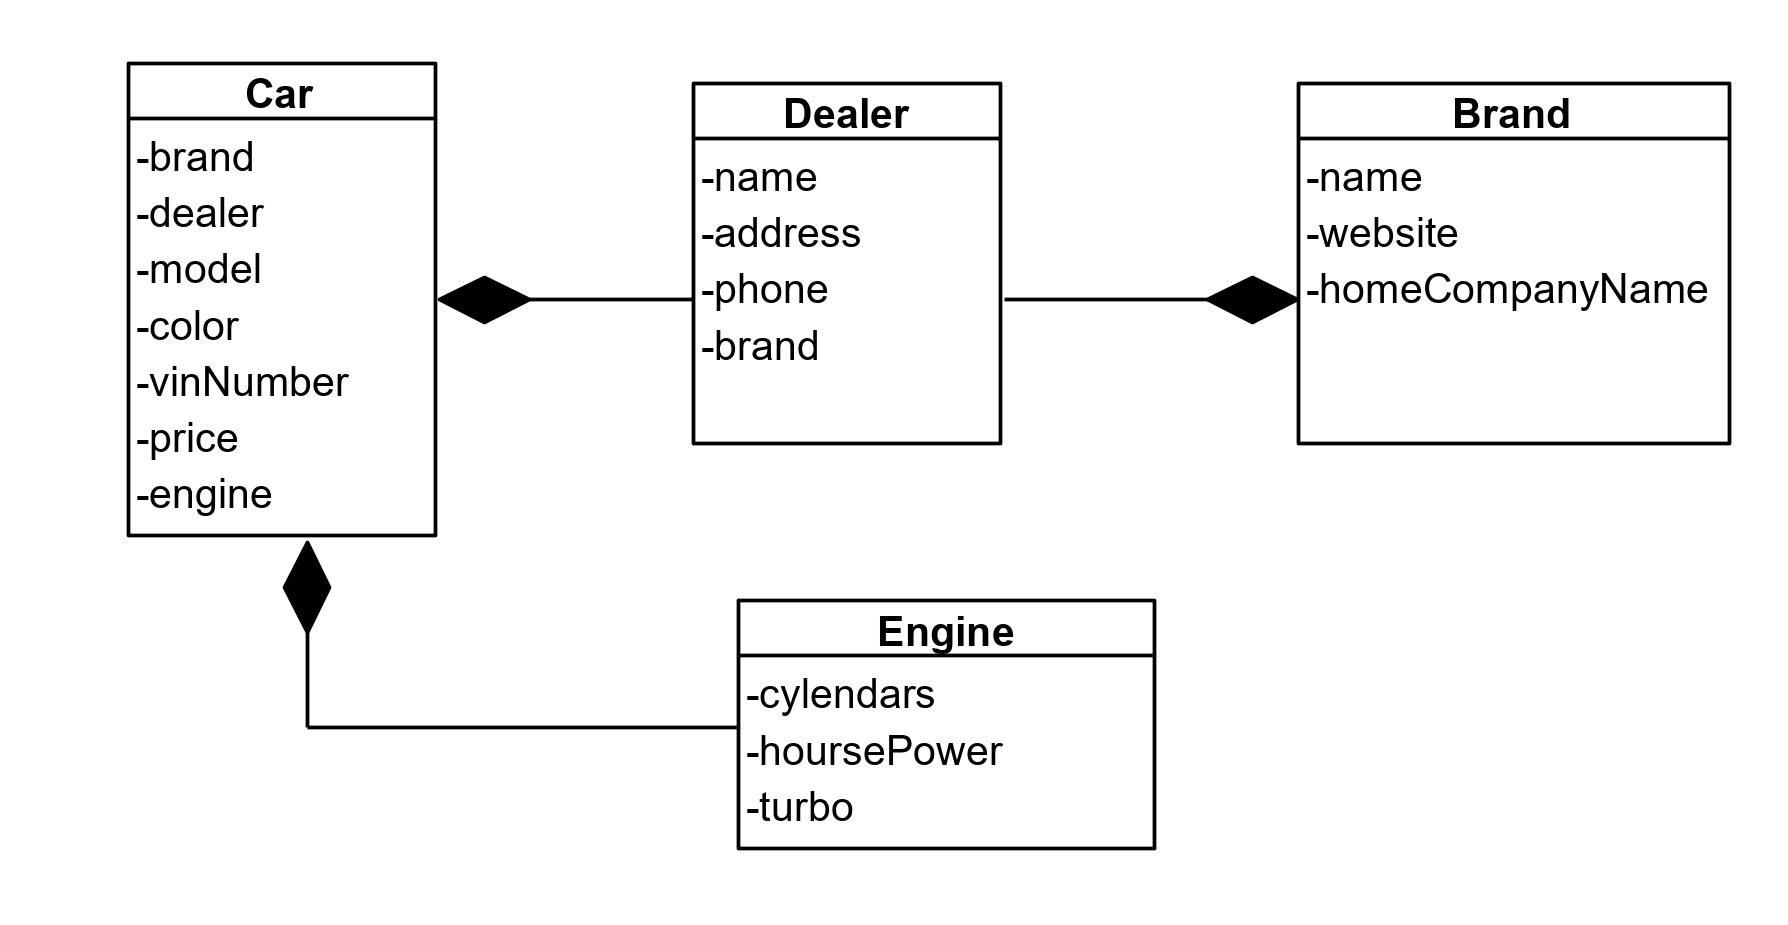 Car
-brand
-dealer
-model
-color
-vinNumber
-price
-engine
Dealer
-name
-address
-phone
-brand
Brand
-name
-website
-homeCompanyName
Engine
-cylendars
-hoursePower
-turbo